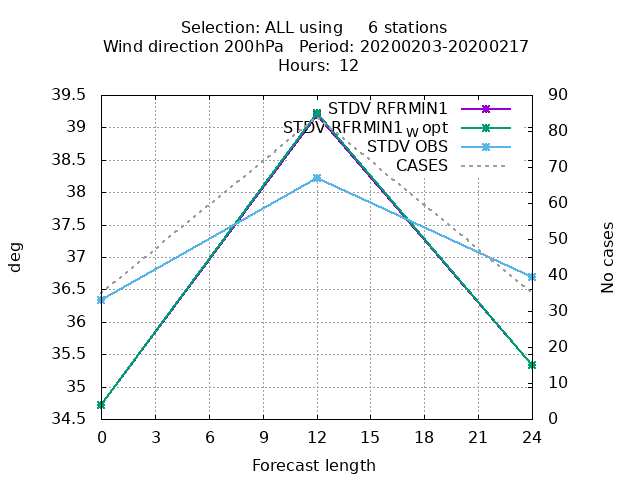 Selection: ALL using     6 stations
Wind direction 200hPa   Period: 20200203-20200217
Hours:  12
STDV RFRMIN1
STDV RFRMIN1 w opt
STDV OBS
CASES
39.5
39
38.5
38
37.5
37
36.5
36
35.5
35
34.5
deg
90
80
70
60
50
40
30
20
10
0
No cases
0 3 6 9 12 15 18 21 24
Forecast length